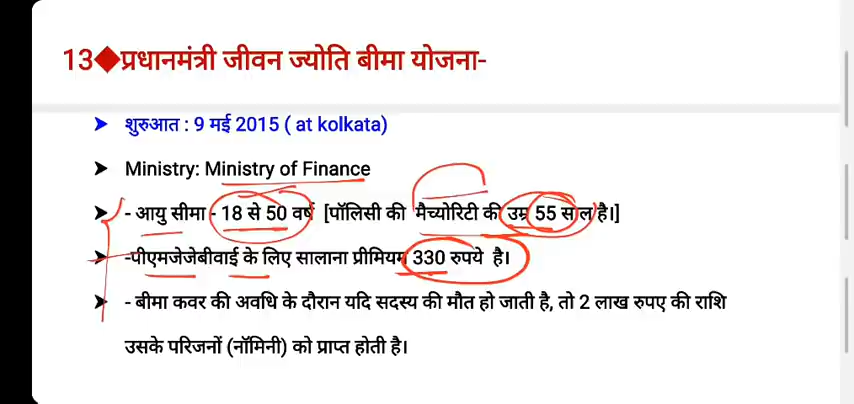 13◆प्रधानमंत्री जीवन ज्योति बीमा योजना-
➤ शुरुआत : 9 मई 2015 ( at kolkata)
➤ Ministry: Ministry of Finance
➤ - आयु सीमा - 18 से 50 वर्ष [पॉलिसी की मैच्योरिटी की उम्र 55 साल है।]
➤ -पीएमजेजेबीवाई के लिए सालाना प्रीमियम 330 रुपये है।
➤ - बीमा कवर की अवधि के दौरान यदि सदस्य की मौत हो जाती है, तो 2 लाख रुपए की राशि
उसके परिजनों (नॉमिनी) को प्राप्त होती है।